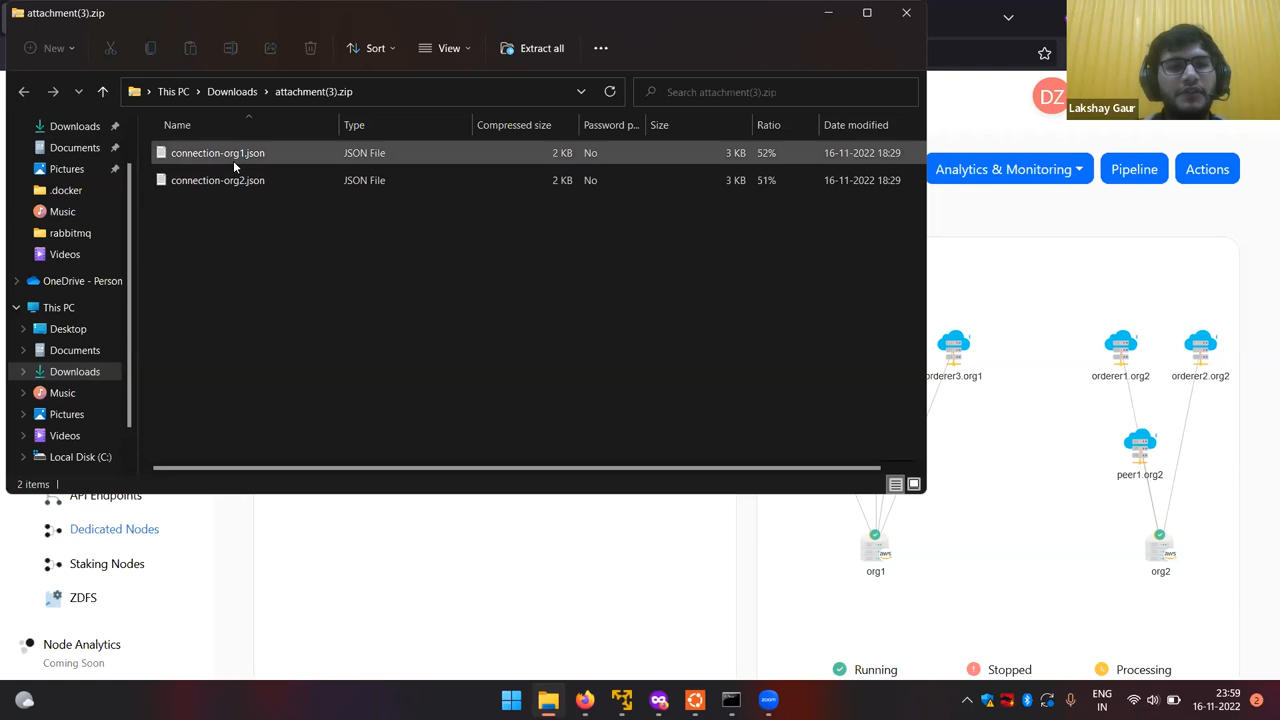 attachment(3).zip
New
Sort
View
Extract all
This PC
Downloads
attachment(3).zip
Search attachment(3).zip
Name
Type
Compressed size
Password p...
Size
Ratio
Date modified
connection-org1.json
JSON File
2 KB
No
3 KB
52%
16-11-2022 18:29
connection-org2.json
JSON File
2 KB
No
3 KB
51%
16-11-2022 18:29
Downloads
Documents
Pictures
.docker
Music
rabbitmq
Videos
OneDrive - Person
This PC
Desktop
Documents
Downloads
Music
Pictures
Videos
Local Disk (C:)
2 items
DZ
Lakshay Gaur
Analytics & Monitoring
Pipeline
Actions
orderer3.org1
orderer1.org2
orderer2.org2
peer1.org2
aws
org1
aws
org2
Running
Stopped
Processing
API Endpoints
Dedicated Nodes
Staking Nodes
ZDFS
Node Analytics
Coming Soon
zoom
ENG
IN
23:59
16-11-2022
2